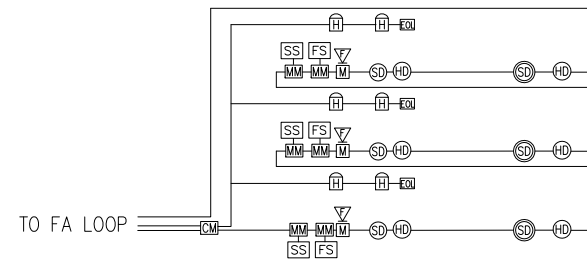 H H EOL
SS FS F
MM MM M SD HD SD HD
H H EOL
SS FS F
MM MM M SD HD SD HD
H H EOL
TO FA LOOP CM
F
MM MM M SD HD SD HD
SS FS